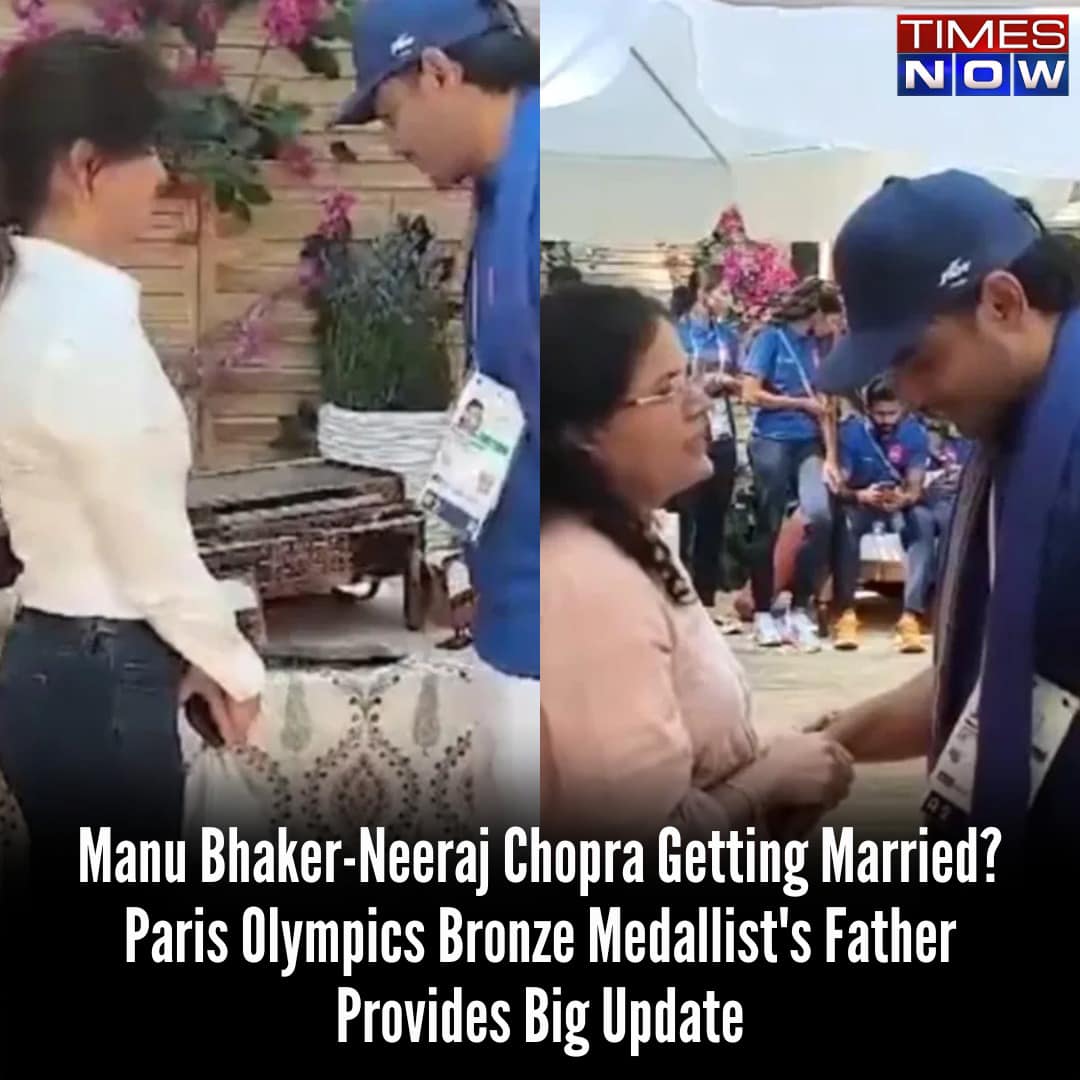 TIMES
NOW
Manu Bhaker-Neeraj Chopra Getting Married?
Paris Olympics Bronze Medallist's Father
Provides Big Update